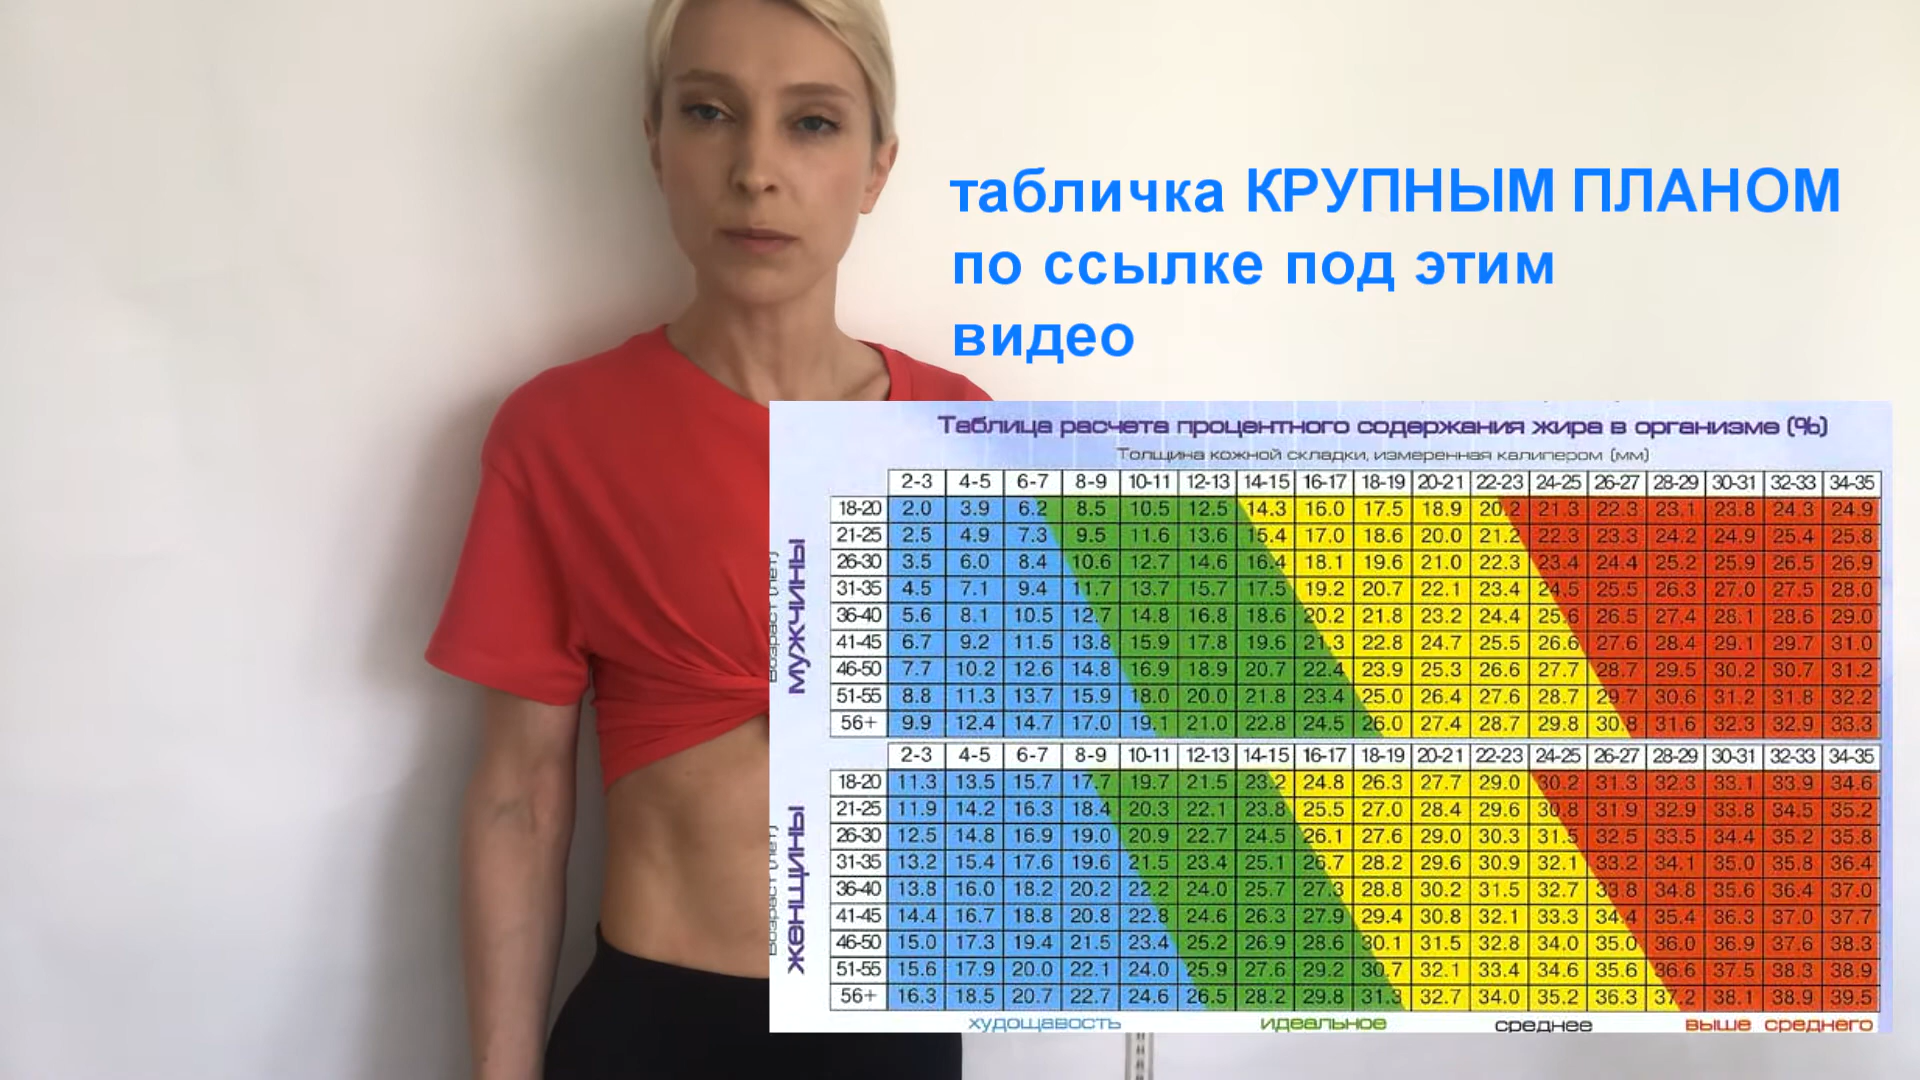 табличка КРУПНЫМ ПЛАНОМ
по ссылке под этим
видео
Таблица расчета процентного содержания жира в организме (%)
Толщина кожной складки, измеренная калипером (мм)
2-3 4-5 6-7 8-9 10-11 12-13 14-15 16-17 18-19 20-21 22-23 24-25 26-27 28-29 30-31 32-33 34-35
Возраст (лет)
мужчины
18-20 2.0 3.9 6.2 8.5 10.5 12.5 14.3 16.0 17.5 18.9 20.2 21.3 22.3 23.1 23.8 24.3 24.9
21-25 2.5 4.9 7.3 9.5 11.6 13.6 15.4 17.0 18.6 20.0 21.2 22.3 23.3 24.2 24.9 25.4 25.8
26-30 3.5 6.0 8.4 10.6 12.7 14.6 16.4 18.1 19.6 21.0 22.3 23.4 24.4 25.2 25.9 26.5 26.9
31-35 4.5 7.1 9.4 11.7 13.7 15.7 17.5 19.2 20.7 22.1 23.4 24.5 25.5 26.3 27.0 27.5 28.0
36-40 5.6 8.1 10.5 12.7 14.8 16.8 18.6 20.2 21.8 23.2 24.4 25.6 26.5 27.4 28.1 28.6 29.0
41-45 6.7 9.2 11.5 13.8 15.9 17.8 19.6 21.3 22.8 24.7 25.5 26.6 27.6 28.4 29.1 29.7 31.0
46-50 7.7 10.2 12.6 14.8 16.9 18.9 20.7 22.4 23.9 25.3 26.6 27.7 28.7 29.5 30.2 30.7 31.2
51-55 8.8 11.3 13.7 15.9 18.0 20.0 21.8 23.4 25.0 26.4 27.6 28.7 29.7 30.6 31.2 31.8 32.2
56+ 9.9 12.4 14.7 17.0 19.1 21.0 22.8 24.5 26.0 27.4 28.7 29.8 30.8 31.6 32.3 32.9 33.3
2-3 4-5 6-7 8-9 10-11 12-13 14-15 16-17 18-19 20-21 22-23 24-25 26-27 28-29 30-31 32-33 34-35
Возраст (лет)
женщины
18-20 11.3 13.5 15.7 17.7 19.7 21.5 23.2 24.8 26.3 27.7 29.0 30.2 31.3 32.3 33.1 33.9 34.6
21-25 11.9 14.2 16.3 18.4 20.3 22.1 23.8 25.5 27.0 28.4 29.6 30.8 31.9 32.9 33.8 34.5 35.2
26-30 12.5 14.8 16.9 19.0 20.9 22.7 24.5 26.1 27.6 29.0 30.3 31.5 32.5 33.5 34.4 35.2 35.8
31-35 13.2 15.4 17.6 19.6 21.5 23.4 25.1 26.7 28.2 29.6 30.9 32.1 33.2 34.1 35.0 35.8 36.4
36-40 13.8 16.0 18.2 20.2 22.2 24.0 25.7 27.3 28.8 30.2 31.5 32.7 33.8 34.8 35.6 36.4 37.0
41-45 14.4 16.7 18.8 20.8 22.8 24.6 26.3 27.9 29.4 30.8 32.1 33.3 34.4 35.4 36.3 37.0 37.7
46-50 15.0 17.3 19.4 21.5 23.4 25.2 26.9 28.6 30.1 31.5 32.8 34.0 35.0 36.0 36.9 37.6 38.3
51-55 15.6 17.9 20.0 22.1 24.0 25.9 27.6 29.2 30.7 32.1 33.4 34.6 35.6 36.6 37.5 38.3 38.9
56+ 16.3 18.5 20.7 22.7 24.6 26.5 28.2 29.8 31.3 32.7 34.0 35.2 36.3 37.2 38.1 38.9 39.5
худощавость идеальное среднее выше среднего